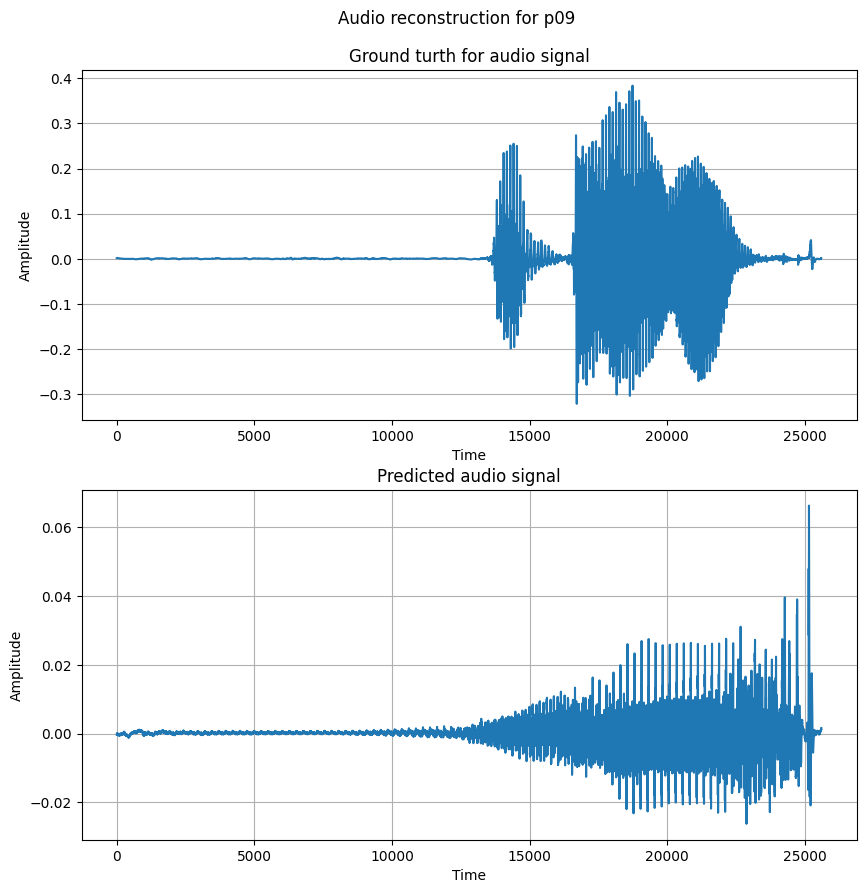 Audio reconstruction for p09
Ground turth for audio signal
0.4
0.3
0.2
0.1
0.0
−0.1
−0.2
−0.3
Amplitude
0 5000 10000 15000 20000 25000
Time
Predicted audio signal
0.06
0.04
0.02
0.00
−0.02
Amplitude
0 5000 10000 15000 20000 25000
Time